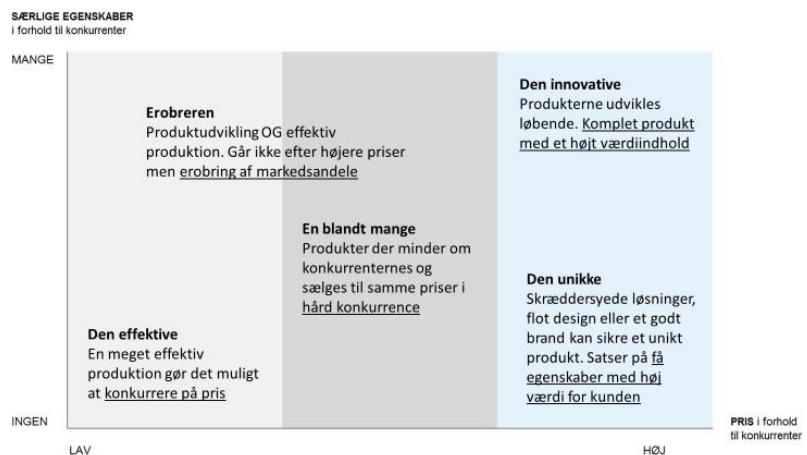 SÆRLIGE EGENSKABER
i forhold til konkurrenter
MANGE
Erobreren
Produktudvikling OG effektiv
produktion. Går ikke efter højere priser
men erobring af markedsandele
Den innovative
Produkterne udvikles
løbende. Komplet produkt
med et højt værdiindhold
En blandt mange
Produkter der minder om
konkurrenternes og
sælges til samme priser i
hård konkurrence
Den unikke
Skræddersyede løsninger,
flot design eller et godt
brand kan sikre et unikt
produkt. Satser på få
egenskaber med høj
værdi for kunden
Den effektive
En meget effektiv
produktion gør det muligt
at konkurrere på pris
INGEN
PRIS i forhold
til konkurrenter
LAV
HØJ